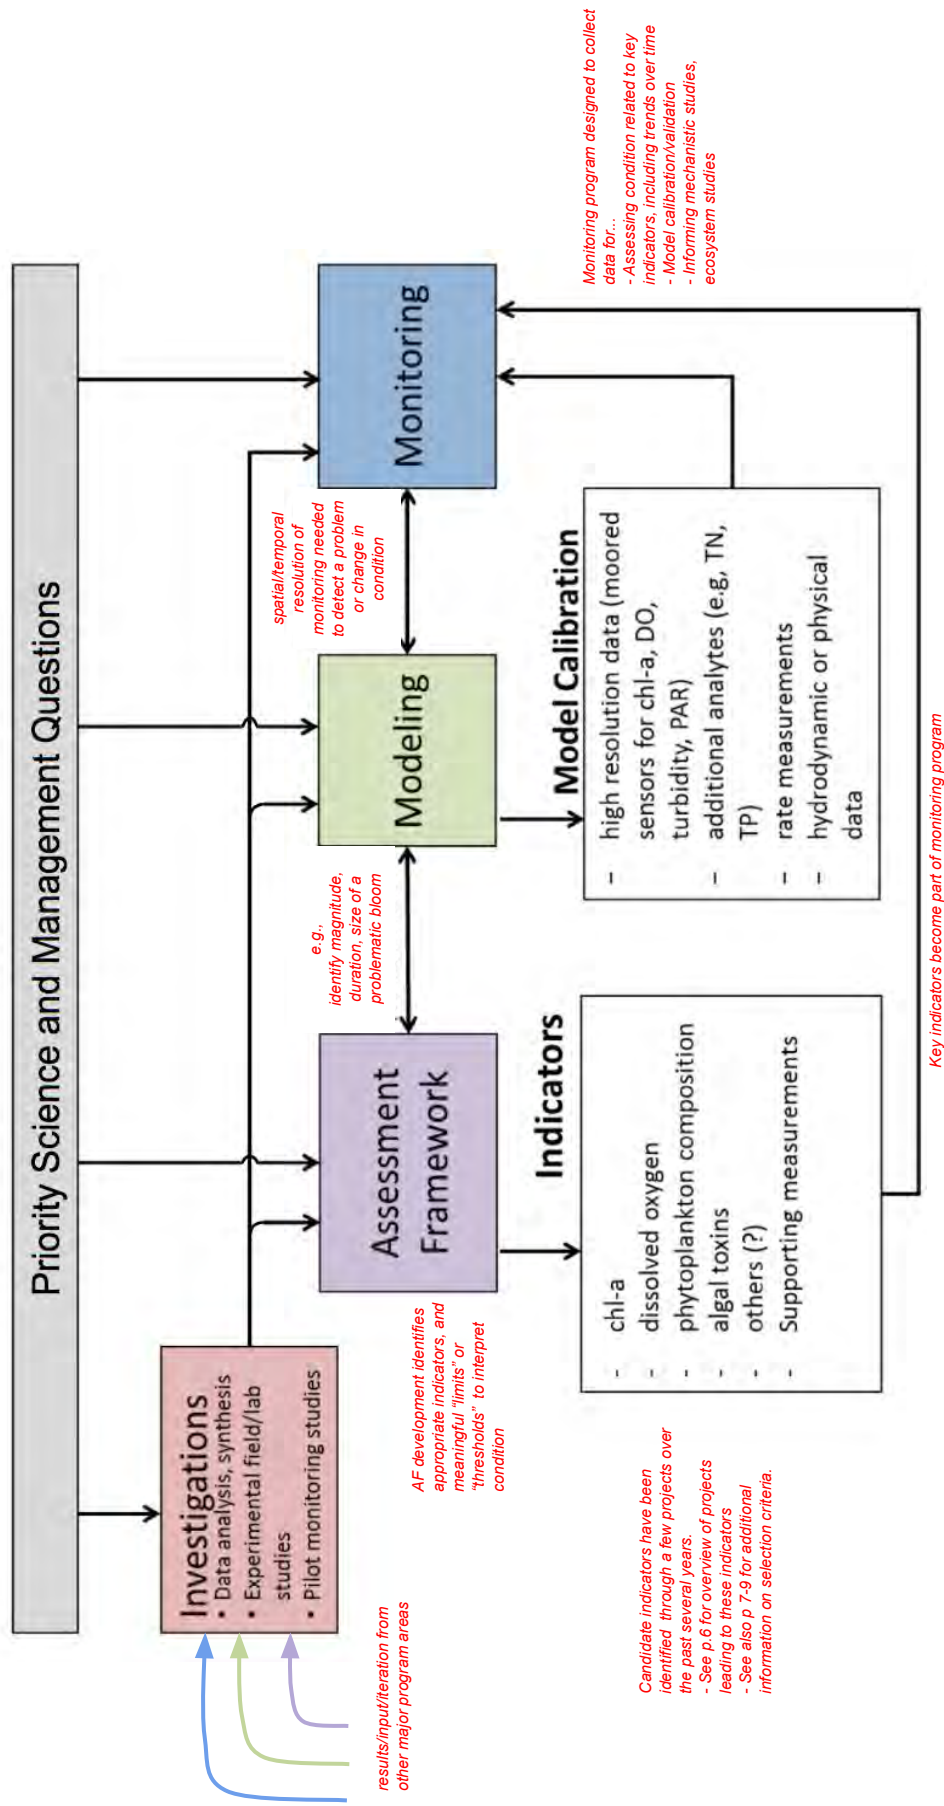 Priority Science and Management Questions
Investigations
• Data analysis, synthesis
• Experimental field/lab
studies
• Pilot monitoring studies
results/input/iteration from
other major program areas
Assessment
Framework
e.g.,
identify magnitude,
duration, size of a
problematic bloom
Modeling
spatial/temporal
resolution of
monitoring needed
to detect a problem
or change in
condition
Monitoring
AF development identifies
appropriate indicators, and
meaningful “limits” or
“thresholds” to interpret
condition
Indicators
- chl-a
- dissolved oxygen
- phytoplankton composition
- algal toxins
- others (?)
- Supporting measurements
Model Calibration
– high resolution data (moored
sensors for chl-a, DO,
turbidity, PAR)
– additional analytes (e.g, TN,
TP)
– rate measurements
– hydrodynamic or physical
data
Monitoring program designed to collect
data for...
- Assessing condition related to key
indicators, including trends over time
- Model calibration/validation
- Informing mechanistic studies,
ecosystem studies
Candidate indicators have been
identified through a few projects over
the past several years.
- See p.6 for overview of projects
leading to these indicators
- See also p 7-9 for additional
information on selection criteria.
Key indicators become part of monitoring program